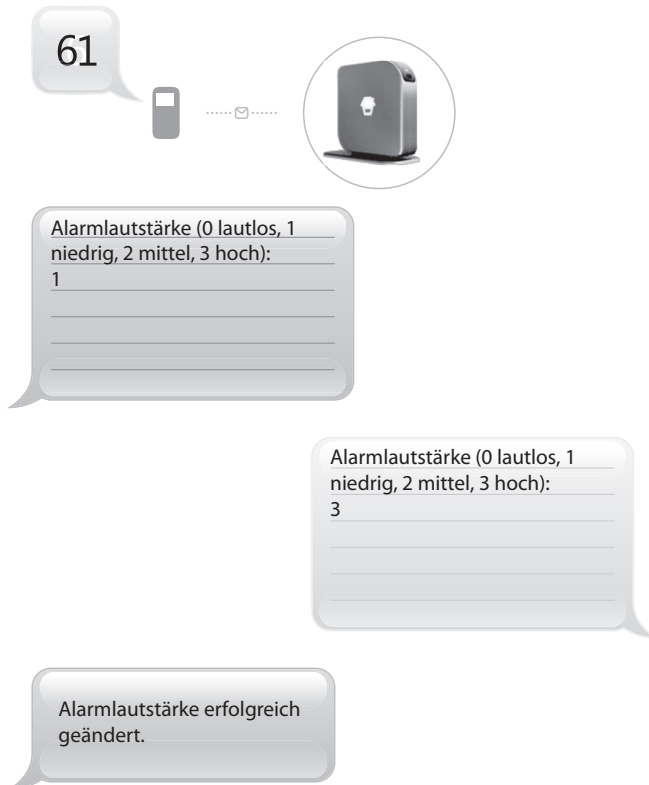 61
Alarmlautstärke (0 lautlos, 1
niedrig, 2 mittel, 3 hoch):
1
Alarmlautstärke (0 lautlos, 1
niedrig, 2 mittel, 3 hoch):
3
Alarmlautstärke erfolgreich
geändert.